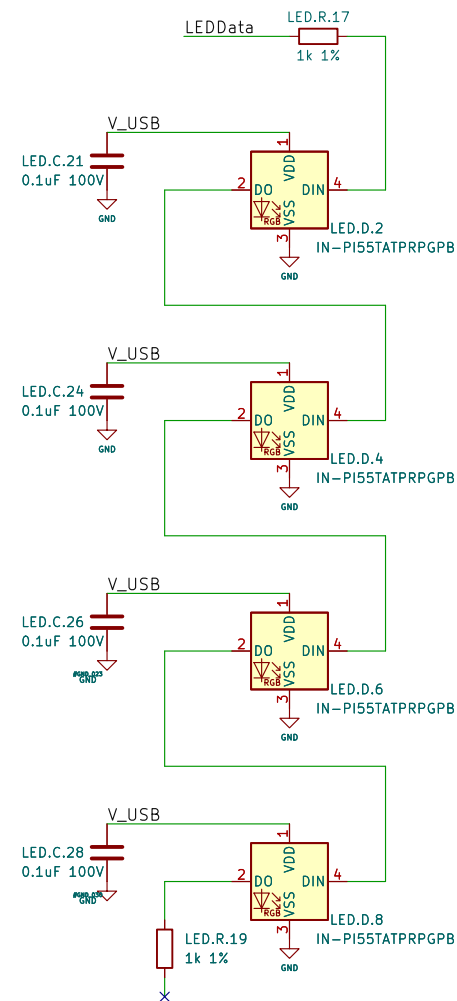 LED.R.17
LEDData
1k 1%
V_USB
1
LED.C.21
0.1uF 100V
VDD
2
DO
DIN
4
RGB
VSS
GND
3
LED.D.2
IN-PI55TATPRPGPB
GND
V_USB
1
LED.C.24
0.1uF 100V
VDD
2
DO
DIN
4
RGB
VSS
GND
3
LED.D.4
IN-PI55TATPRPGPB
GND
V_USB
1
LED.C.26
0.1uF 100V
VDD
2
DO
DIN
4
#GND_023
GND
RGB
VSS
3
LED.D.6
IN-PI55TATPRPGPB
GND
V_USB
1
LED.C.28
0.1uF 100V
VDD
2
DO
DIN
4
GND
RGB
VSS
3
LED.D.8
IN-PI55TATPRPGPB
LED.R.19
1k 1%
GND